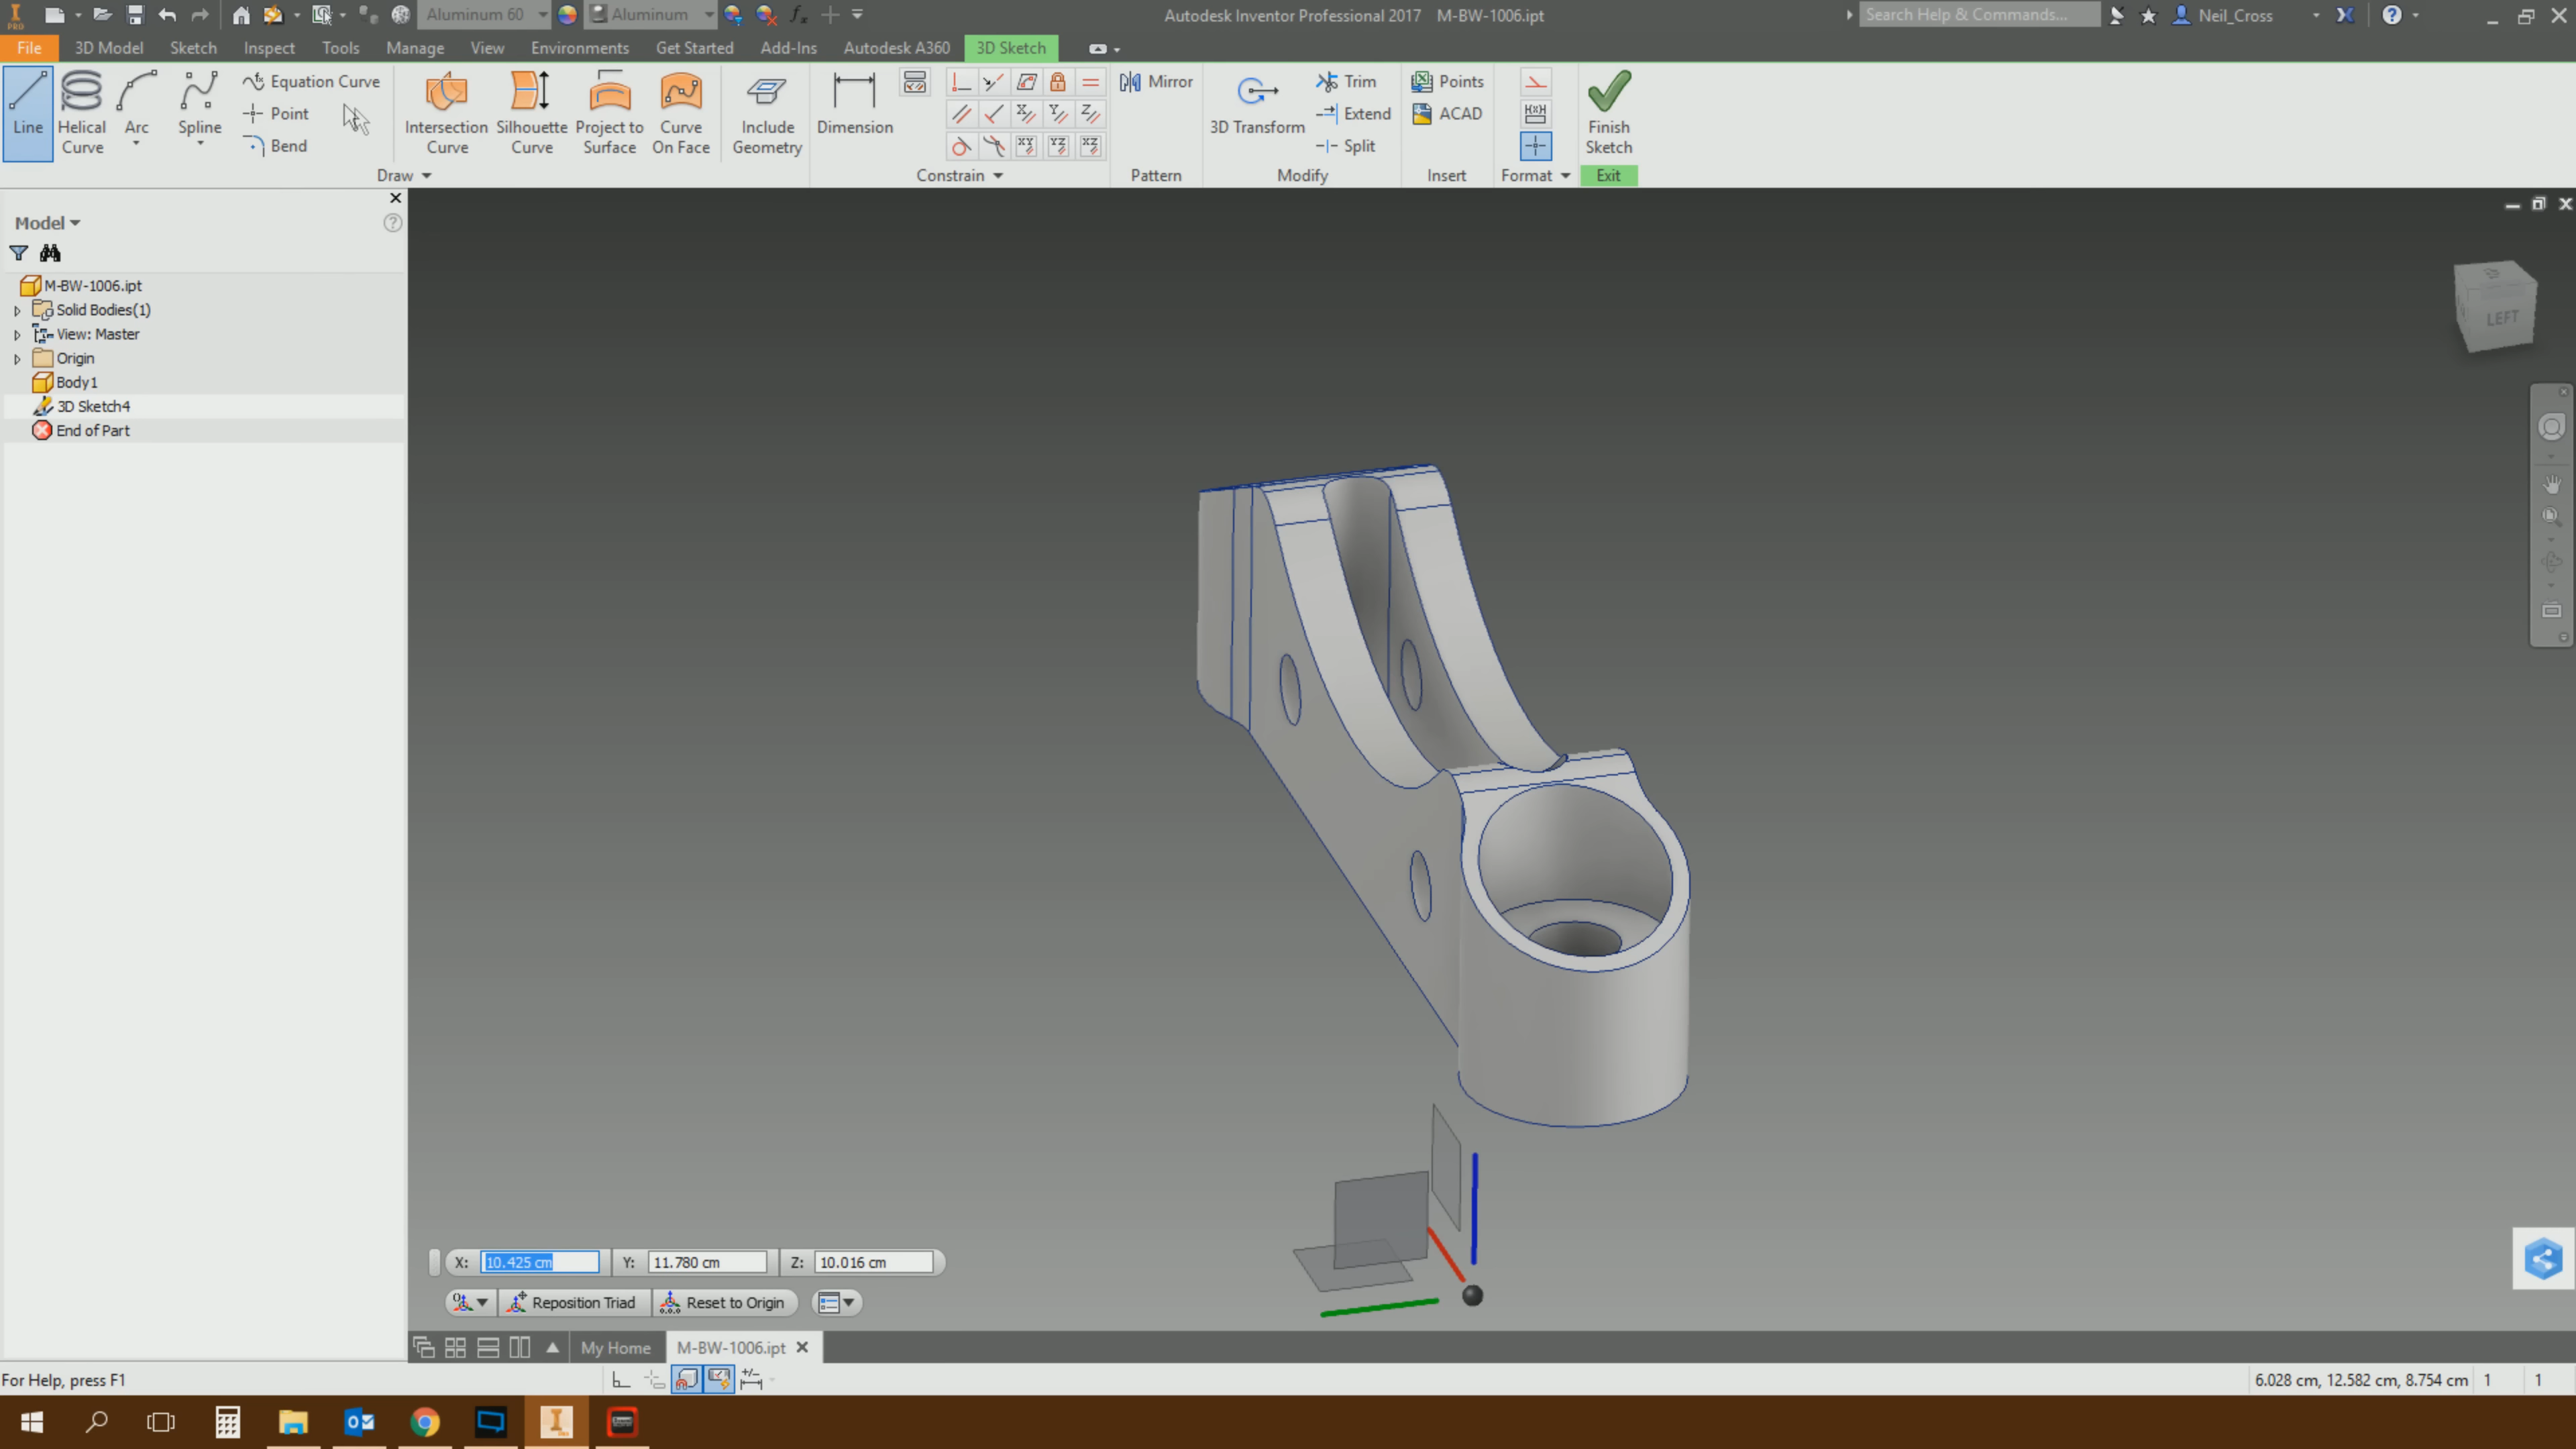 PRO Aluminum 60 Aluminum fx Autodesk Inventor Professional 2017 M-BW-1006.ipt Search Help & Commands... Neil_Cross
File 3D Model Sketch Inspect Tools Manage View Environments Get Started Add-Ins Autodesk A360 3D Sketch
Line
Helical Curve
Arc
Spline
Equation Curve
Point
Bend
Intersection Curve
Silhouette Curve
Project to Surface
Curve On Face
Include Geometry
Dimension
Mirror
3D Transform
Trim
Extend
Split
Points
ACAD
Finish Sketch
Draw Constrain Pattern Modify Insert Format Exit
Model
M-BW-1006.ipt
Solid Bodies(1)
View: Master
Origin
Body1
3D Sketch4
End of Part
LEFT
X: 10.425 cm Y: 11.780 cm Z: 10.016 cm
Reposition Triad Reset to Origin
My Home M-BW-1006.ipt
For Help, press F1 6.028 cm, 12.582 cm, 8.754 cm 1 1